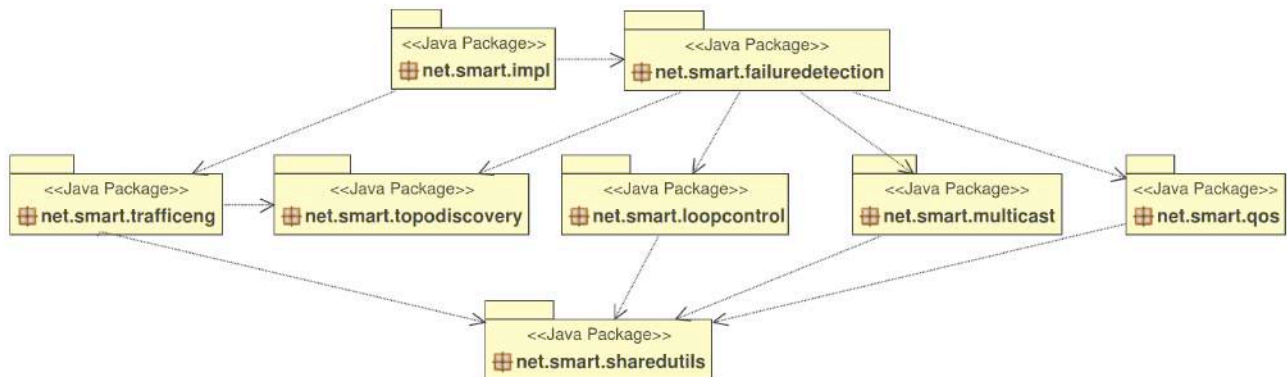 <<Java Package>>
net.smart.impl
<<Java Package>>
net.smart.failuredetection
<<Java Package>>
net.smart.trafficeng
<<Java Package>>
net.smart.topodiscovery
<<Java Package>>
net.smart.loopcontrol
<<Java Package>>
net.smart.multicast
<<Java Package>>
net.smart.qos
<<Java Package>>
net.smart.sharedutils